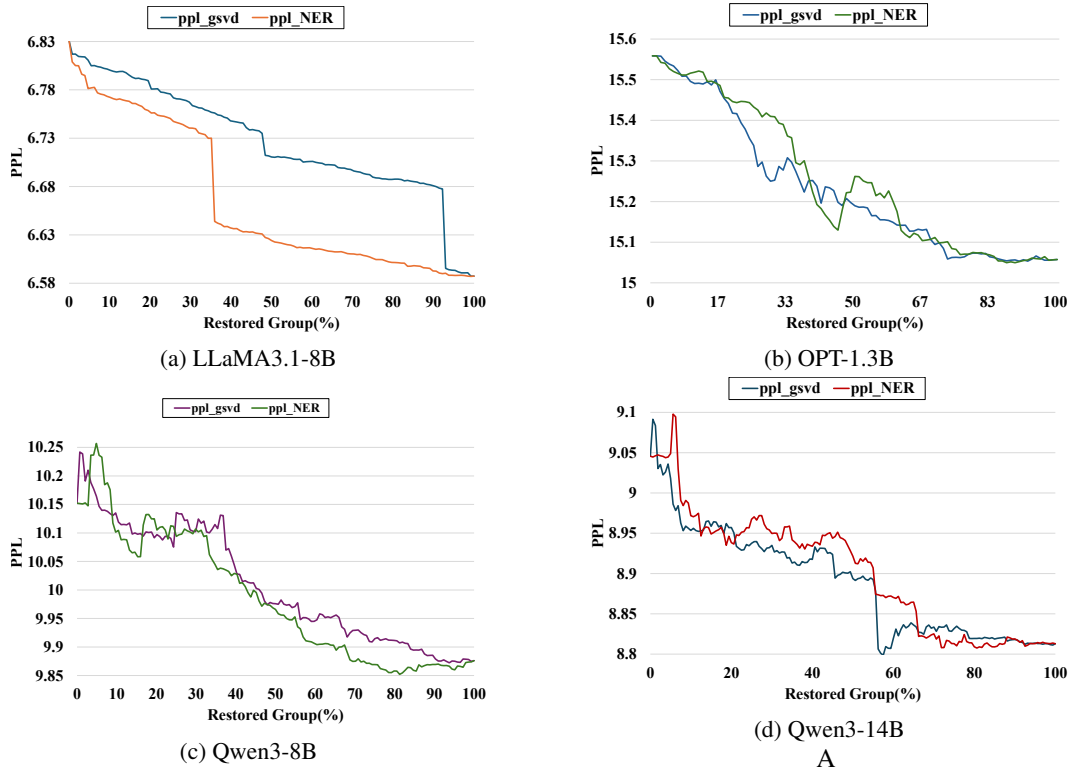 ppl_gsvd ppl_NER
6.83
6.78
6.73
6.68
6.63
6.58
PPL
0 10 20 30 40 50 60 70 80 90 100
Restored Group(%)
(a) LLaMA3.1-8B
ppl_gsvd ppl_NER
15.6
15.5
15.4
15.3
15.2
15.1
15
PPL
0 17 33 50 67 83 100
Restored Group(%)
(b) OPT-1.3B
ppl_gsvd ppl_NER
10.25
10.2
10.15
10.1
10.05
10
9.95
9.9
9.85
PPL
0 10 20 30 40 50 60 70 80 90 100
Restored Group(%)
(c) Qwen3-8B
ppl_gsvd ppl_NER
9.1
9.05
9
8.95
8.9
8.85
8.8
PPL
0 20 40 60 80 100
Restored Group(%)
(d) Qwen3-14B
A